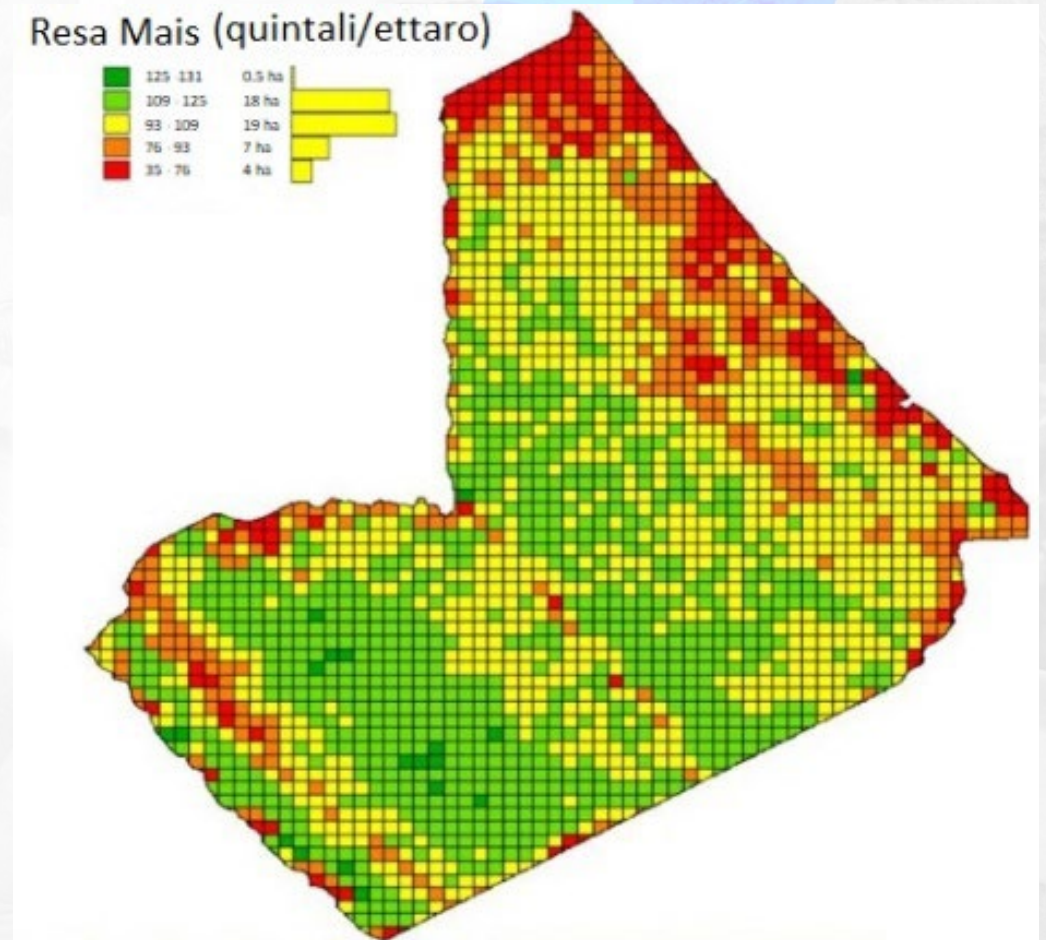 Resa Mais (quintali/ettaro)
125 131 0.5 ha
109 - 125 18 ha
93 - 109 19 ha
76 - 93 7 ha
35 - 76 4 ha